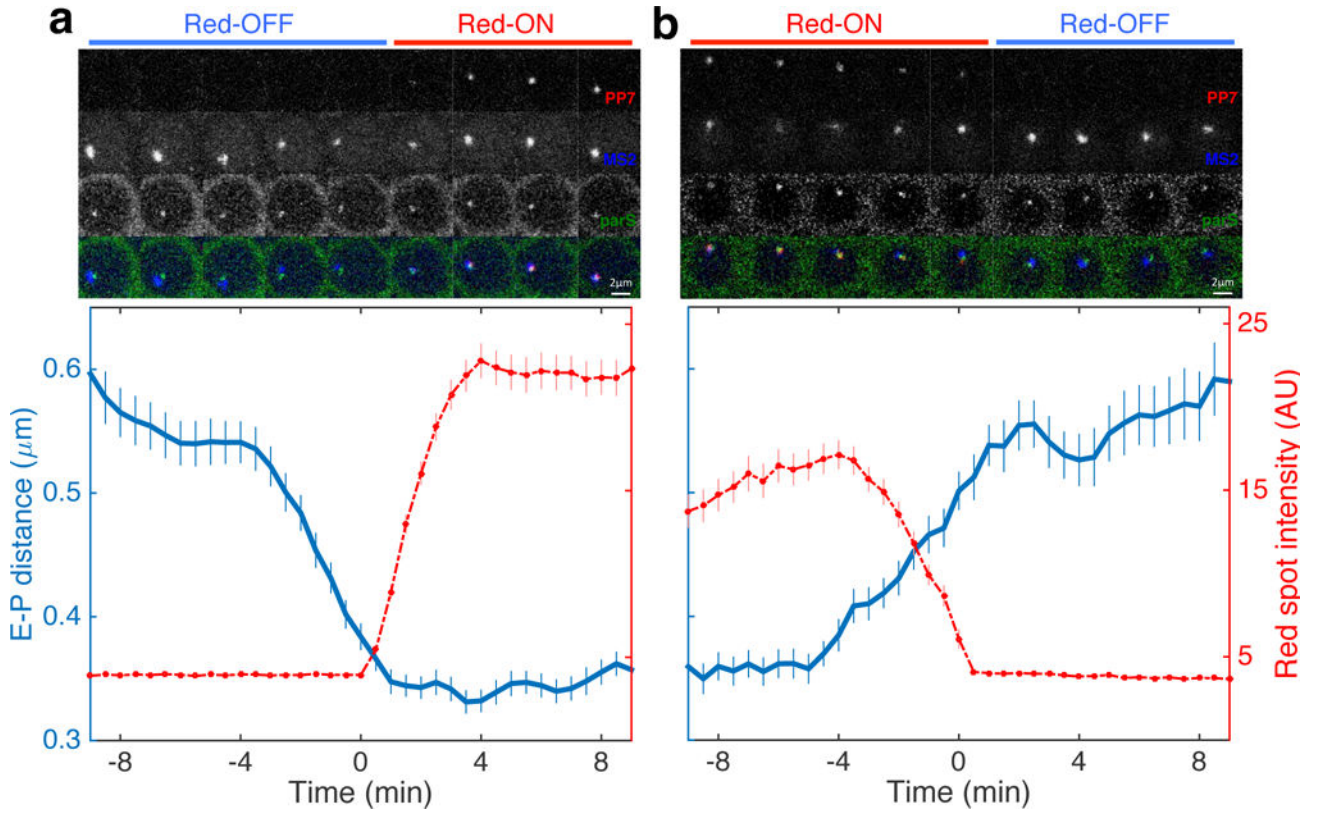 a
Red-OFF
Red-ON
b
Red-ON
Red-OFF
PP7
MS2
parS
2μm
PP7
MS2
parS
2μm
E-P distance (μm)
0.6
0.5
0.4
0.3
-8
-4
0
4
8
Time (min)
-8
-4
0
4
8
Time (min)
25
15
5
Red spot intensity (AU)